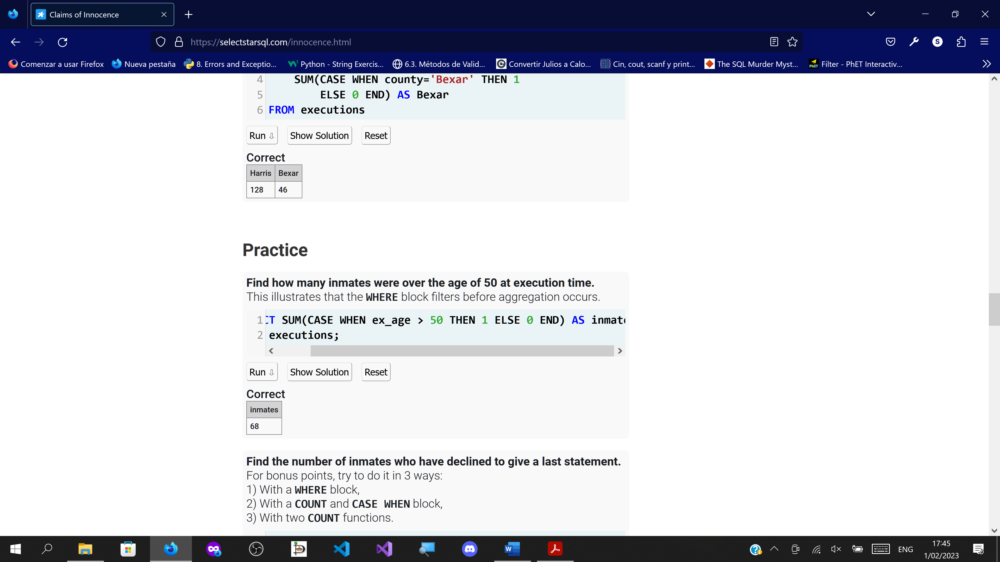 Claims of Innocence
https://selectstarsql.com/innocence.html
S
Comenzar a usar Firefox
Nueva pestaña
8. Errors and Exceptio...
Python - String Exercis...
6.3. Métodos de Valid...
Convertir Julios a Calo...
Cin, cout, scanf y print...
The SQL Murder Myst...
Filter - PhET Interactiv...
4 SUM(CASE WHEN county='Bexar' THEN 1
5 ELSE 0 END) AS Bexar
6 FROM executions
Run ⇩ Show Solution Reset
Correct
Harris Bexar
128 46
Practice
Find how many inmates were over the age of 50 at execution time.
This illustrates that the WHERE block filters before aggregation occurs.
1 CT SUM(CASE WHEN ex_age > 50 THEN 1 ELSE 0 END) AS inmat
2 executions;
Run ⇩ Show Solution Reset
Correct
inmates
68
Find the number of inmates who have declined to give a last statement.
For bonus points, try to do it in 3 ways:
1) With a WHERE block,
2) With a COUNT and CASE WHEN block,
3) With two COUNT functions.
ENG
17:45
1/02/2023